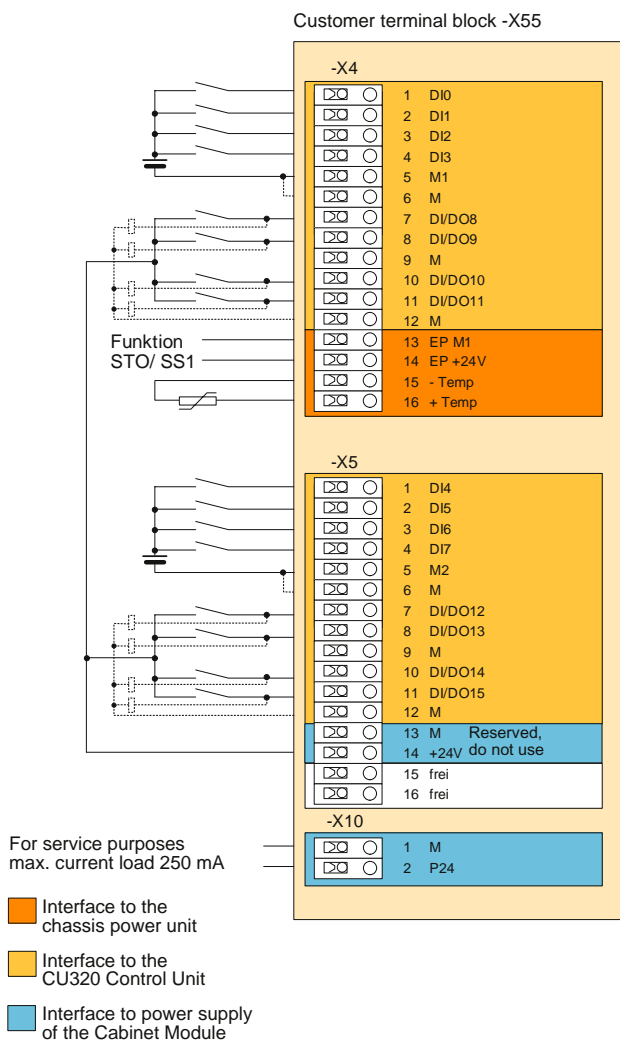 Customer terminal block -X55
-X4
1 DI0
2 DI1
3 DI2
4 DI3
5 M1
6 M
7 DI/DO8
8 DI/DO9
9 M
10 DI/DO10
11 DI/DO11
12 M
Funktion
STO/ SS1
13 EP M1
14 EP +24V
15 - Temp
16 + Temp
-X5
1 DI4
2 DI5
3 DI6
4 DI7
5 M2
6 M
7 DI/DO12
8 DI/DO13
9 M
10 DI/DO14
11 DI/DO15
12 M
13 M Reserved,
14 +24V do not use
15 frei
16 frei
-X10
For service purposes
max. current load 250 mA
1 M
2 P24
Interface to the
chassis power unit
Interface to the
CU320 Control Unit
Interface to power supply
of the Cabinet Module